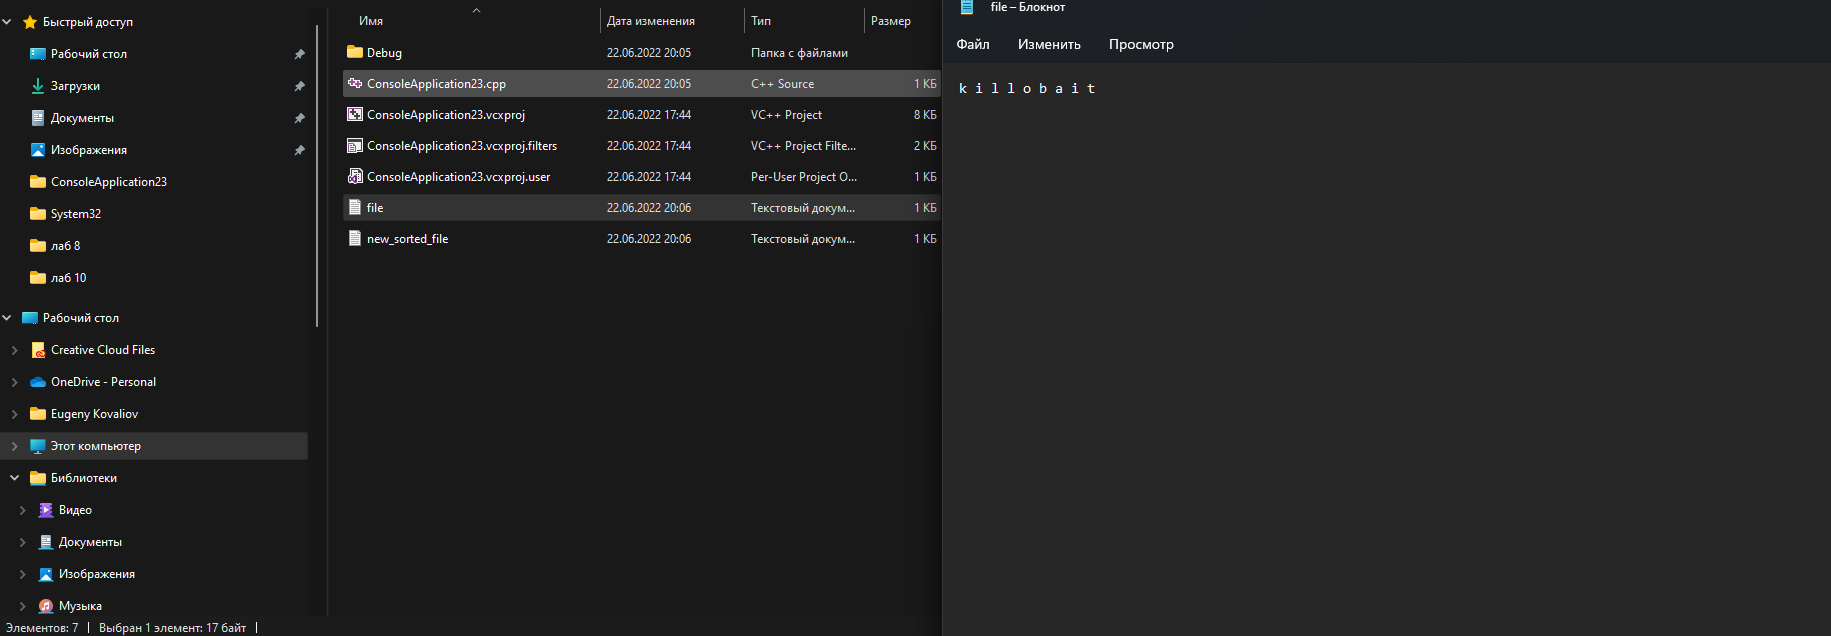 Быстрый доступ
Рабочий стол
Загрузки
Документы
Изображения
ConsoleApplication23
System32
лаб 8
лаб 10
Рабочий стол
Creative Cloud Files
OneDrive - Personal
Eugeny Kovaliov
Этот компьютер
Библиотеки
Видео
Документы
Изображения
Музыка
Элементов: 7 | Выбран 1 элемент: 17 байт |
Имя Дата изменения Тип Размер
Debug 22.06.2022 20:05 Папка с файлами
ConsoleApplication23.cpp 22.06.2022 20:05 C++ Source 1 КБ
ConsoleApplication23.vcxproj 22.06.2022 17:44 VC++ Project 8 КБ
ConsoleApplication23.vcxproj.filters 22.06.2022 17:44 VC++ Project Filte... 2 КБ
ConsoleApplication23.vcxproj.user 22.06.2022 17:44 Per-User Project O... 1 КБ
file 22.06.2022 20:06 Текстовый докум... 1 КБ
new_sorted_file 22.06.2022 20:06 Текстовый докум... 1 КБ
file – Блокнот
Файл Изменить Просмотр
k i l l o b a i t